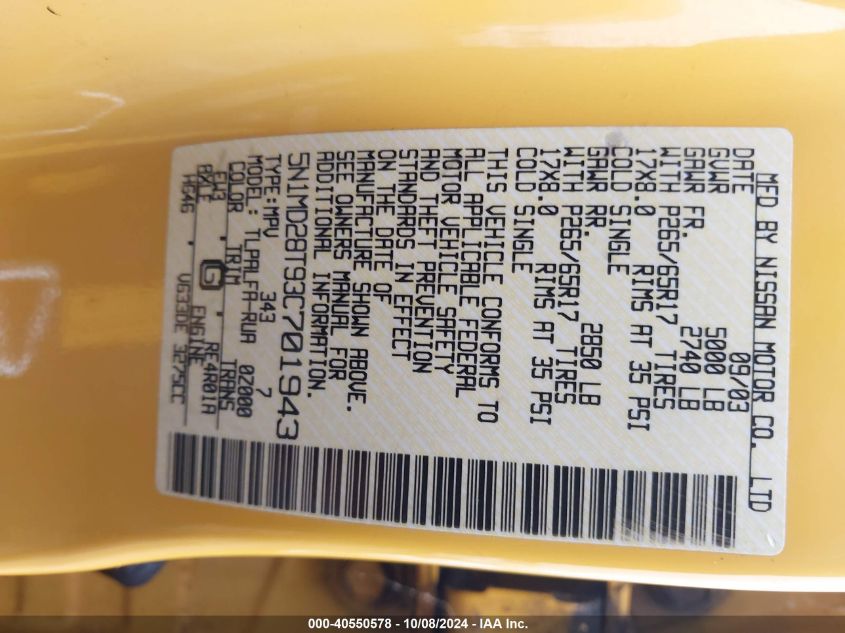 MFD BY NISSAN MOTOR CO. LTD
DATE 09/03
GVWR 5000 LB
GAWR FR. 2740 LB
WITH P265/65R17 TIRES
17X8.0 RIMS AT 35 PSI
COLD SINGLE
GAWR RR. 2850 LB
WITH P265/65R17 TIRES
17X8.0 RIMS AT 35 PSI
COLD SINGLE
THIS VEHICLE CONFORMS TO
ALL APPLICABLE FEDERAL
MOTOR VEHICLE SAFETY
AND THEFT PREVENTION
STANDARDS IN EFFECT
ON THE DATE OF
MANUFACTURE SHOWN ABOVE.
SEE OWNERS MANUAL FOR
ADDITIONAL INFORMATION.
5N1MD28T93C701943
TYPE:MPV 343 7
MODEL: TLPALFA-RUA 0Z000
COLOR TRIM TRANS
EW3 G RE4R01A
AXLE ENGINE
HG46 VG33DE 3275CC
000-40550578 - 10/08/2024 - IAA Inc.